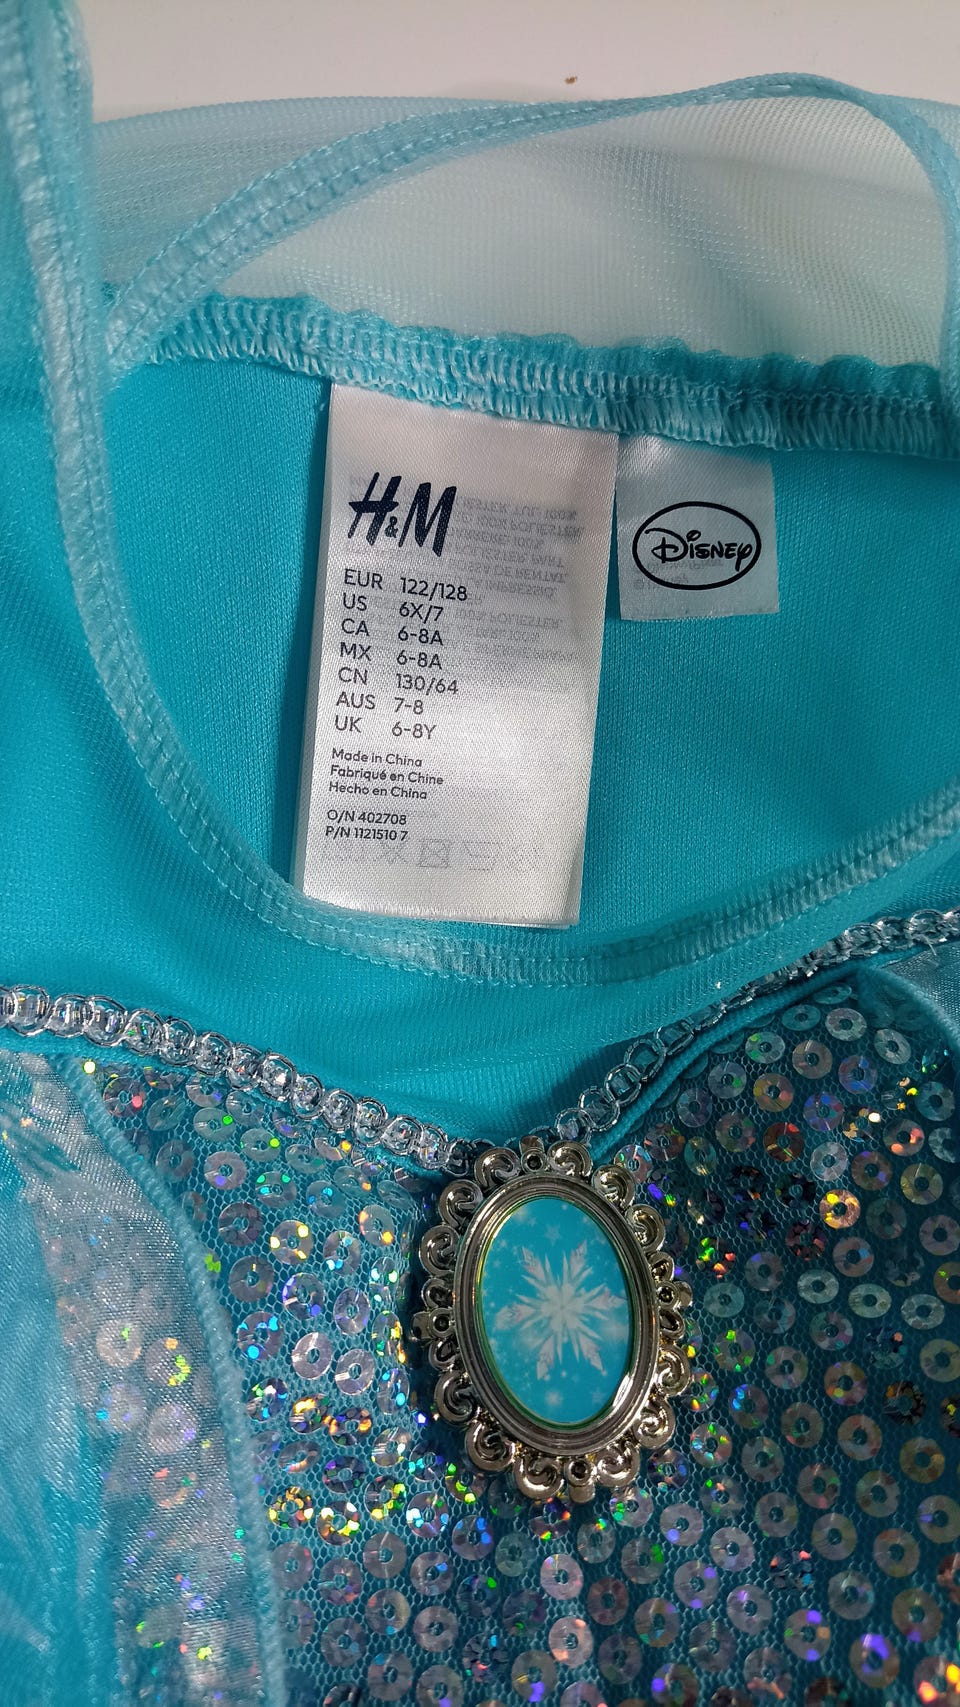 H&M
EUR 122/128
US 6X/7
CA 6-8A
MX 6-8A
CN 130/64
AUS 7-8
UK 6-8Y
Made in China
Fabriqué en Chine
Hecho en China
O/N 402708
P/N 1121510 7
Disney